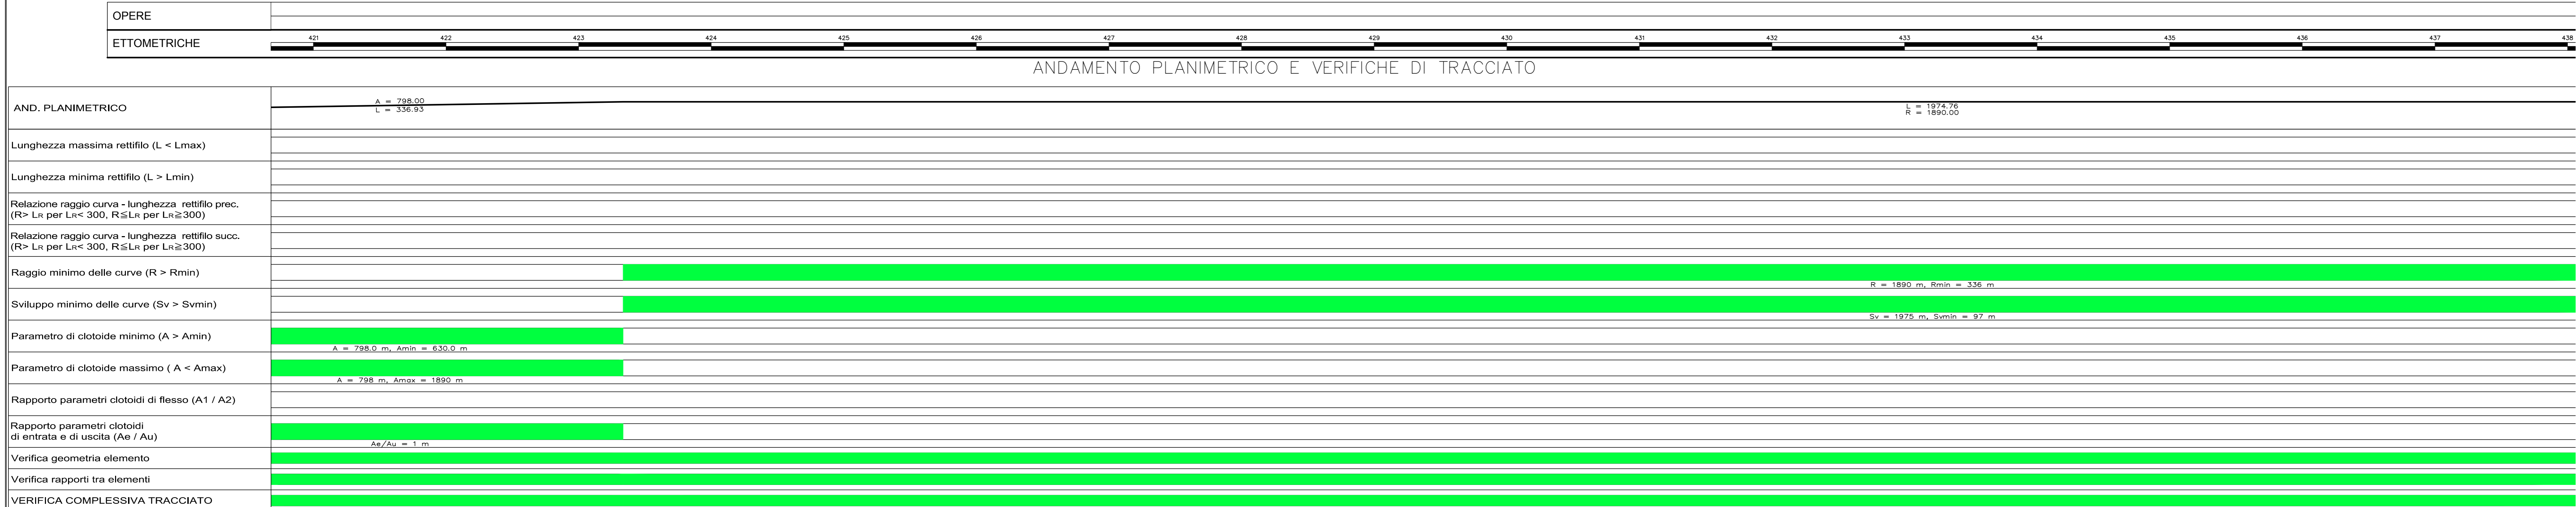 OPERE
ETTOMETRICHE
421 422 423 424 425 426 427 428 429 430 431 432 433 434 435 436 437 438
ANDAMENTO PLANIMETRICO E VERIFICHE DI TRACCIATO
AND. PLANIMETRICO
A = 798.00
L = 336.93
L = 1974.76
R = 1890.00
Lunghezza massima rettifilo (L < Lmax)
Lunghezza minima rettifilo (L > Lmin)
Relazione raggio curva - lunghezza rettifilo prec.
(R> LR per LR< 300, R≦LR per LR≧300)
Relazione raggio curva - lunghezza rettifilo succ.
(R> LR per LR< 300, R≦LR per LR≧300)
Raggio minimo delle curve (R > Rmin)
R = 1890 m, Rmin = 336 m
Sviluppo minimo delle curve (Sv > Svmin)
Sv = 1975 m, Svmin = 97 m
Parametro di clotoide minimo (A > Amin)
A = 798.0 m, Amin = 630.0 m
Parametro di clotoide massimo ( A < Amax)
A = 798 m, Amax = 1890 m
Rapporto parametri clotoidi di flesso (A1 / A2)
Rapporto parametri clotoidi
di entrata e di uscita (Ae / Au)
Ae/Au = 1 m
Verifica geometria elemento
Verifica rapporti tra elementi
VERIFICA COMPLESSIVA TRACCIATO